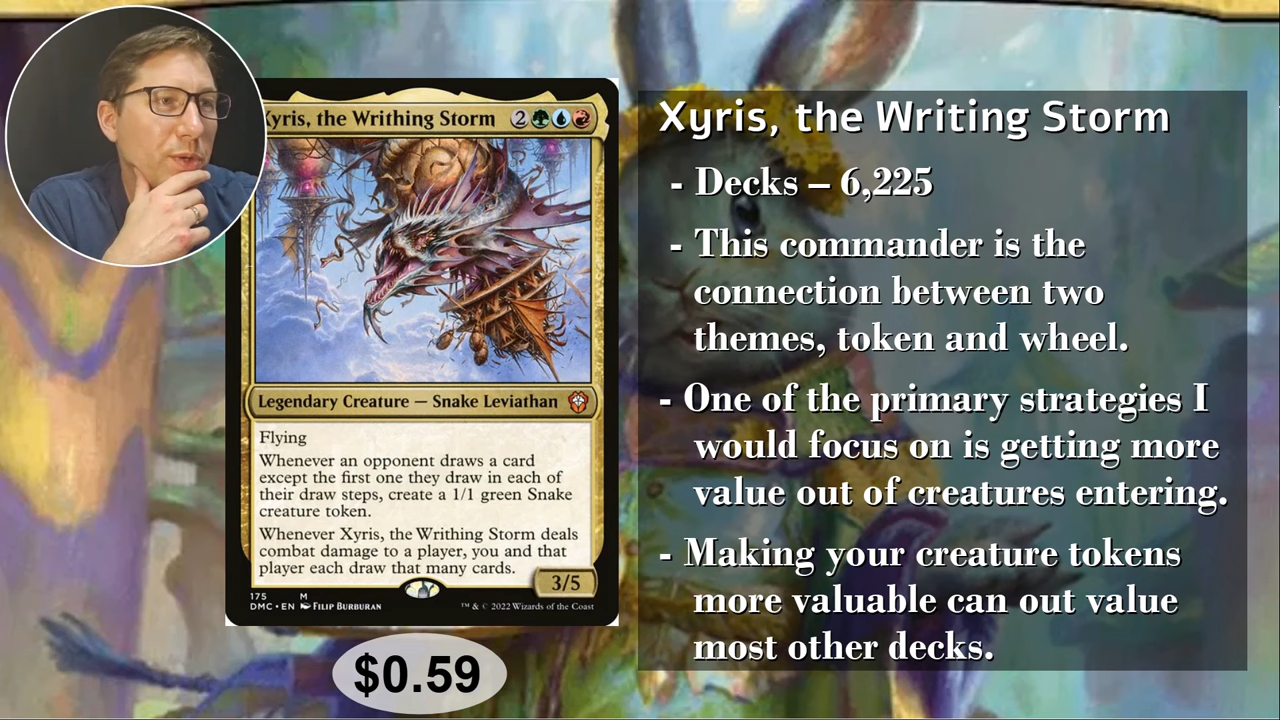 Xyris, the Writhing Storm 2
Legendary Creature — Snake Leviathan
Flying
Whenever an opponent draws a card
except the first one they draw in each of
their draw steps, create a 1/1 green Snake
creature token.
Whenever Xyris, the Writhing Storm deals
combat damage to a player, you and that
player each draw that many cards.
3/5
175 M
DMC • EN Filip Burburan
™ & © 2022 Wizards of the Coast
$0.59
Xyris, the Writing Storm
- Decks – 6,225
- This commander is the
connection between two
themes, token and wheel.
- One of the primary strategies I
would focus on is getting more
value out of creatures entering.
- Making your creature tokens
more valuable can out value
most other decks.